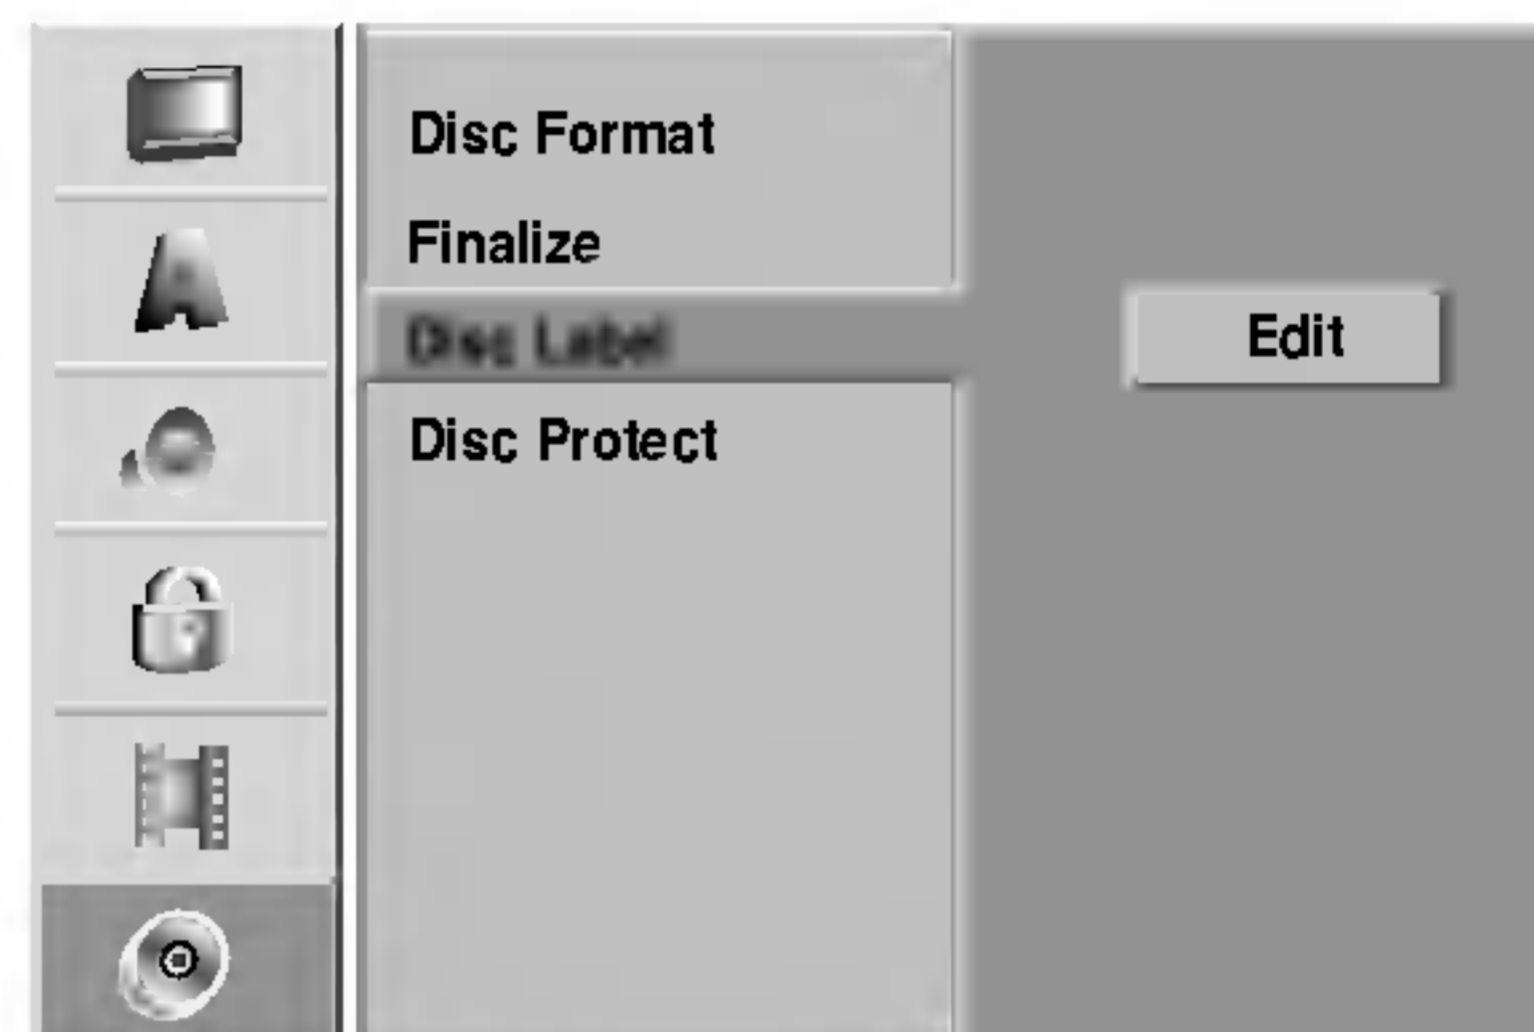 Disc Format
Finalize
Disc Label
Edit
Disc Protect